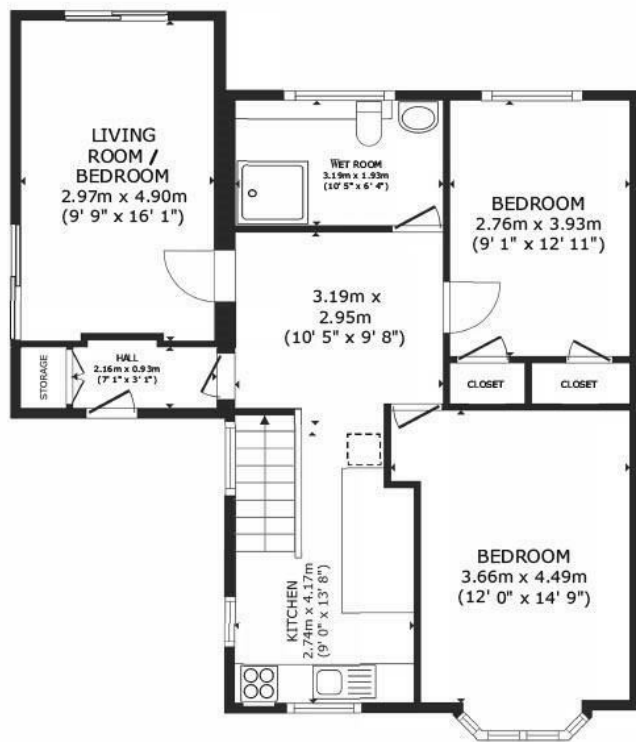 LIVING
ROOM /
BEDROOM
2.97m x 4.90m
(9' 9" x 16' 1")
WET ROOM
3.19m x 1.93m
(10' 5" x 6' 4")
BEDROOM
2.76m x 3.93m
(9' 1" x 12' 11")
3.19m x
2.95m
(10' 5" x 9' 8")
STORAGE
HALL
2.16m x 0.93m
(7' 1" x 3' 1")
CLOSET
CLOSET
KITCHEN
2.74m x 4.17m
(9' 0" x 13' 8")
BEDROOM
3.66m x 4.49m
(12' 0" x 14' 9")